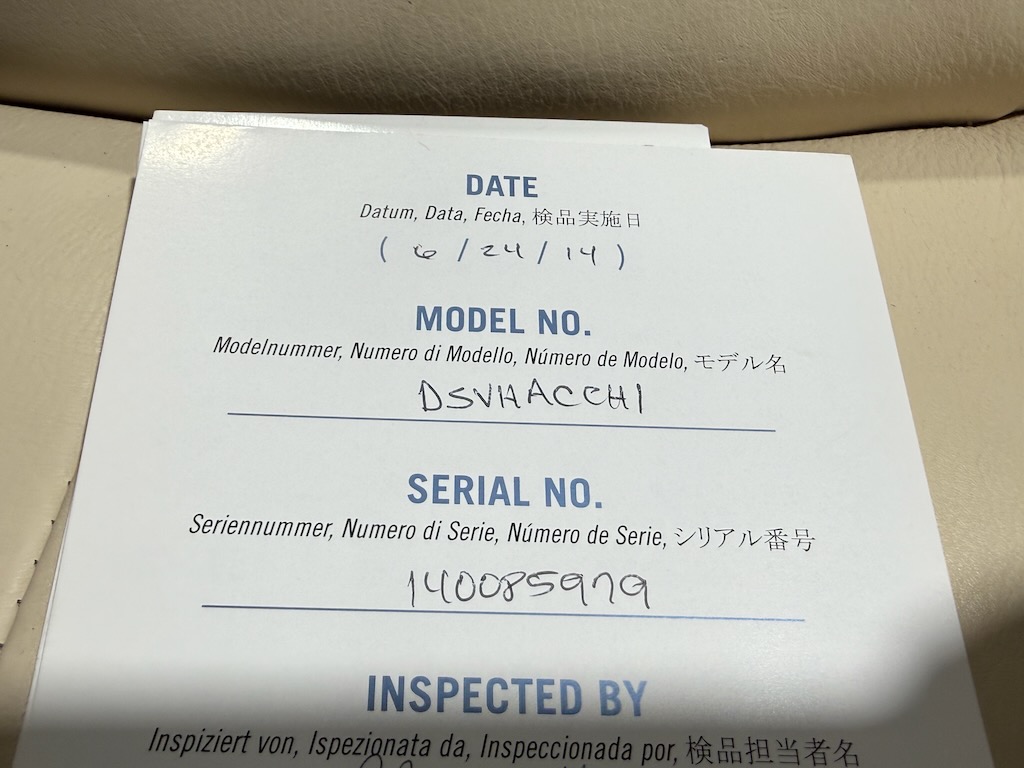 DATE
Datum, Data, Fecha, 検品実施日
( 6 / 24 / 14 )
MODEL NO.
Modelnummer, Numero di Modello, Número de Modelo, モデル名
DSVHACCH1
SERIAL NO.
Seriennummer, Numero di Serie, Número de Serie, シリアル番号
140085979
INSPECTED BY
Inspiziert von, Ispezionata da, Inspeccionada por, 検品担当者名